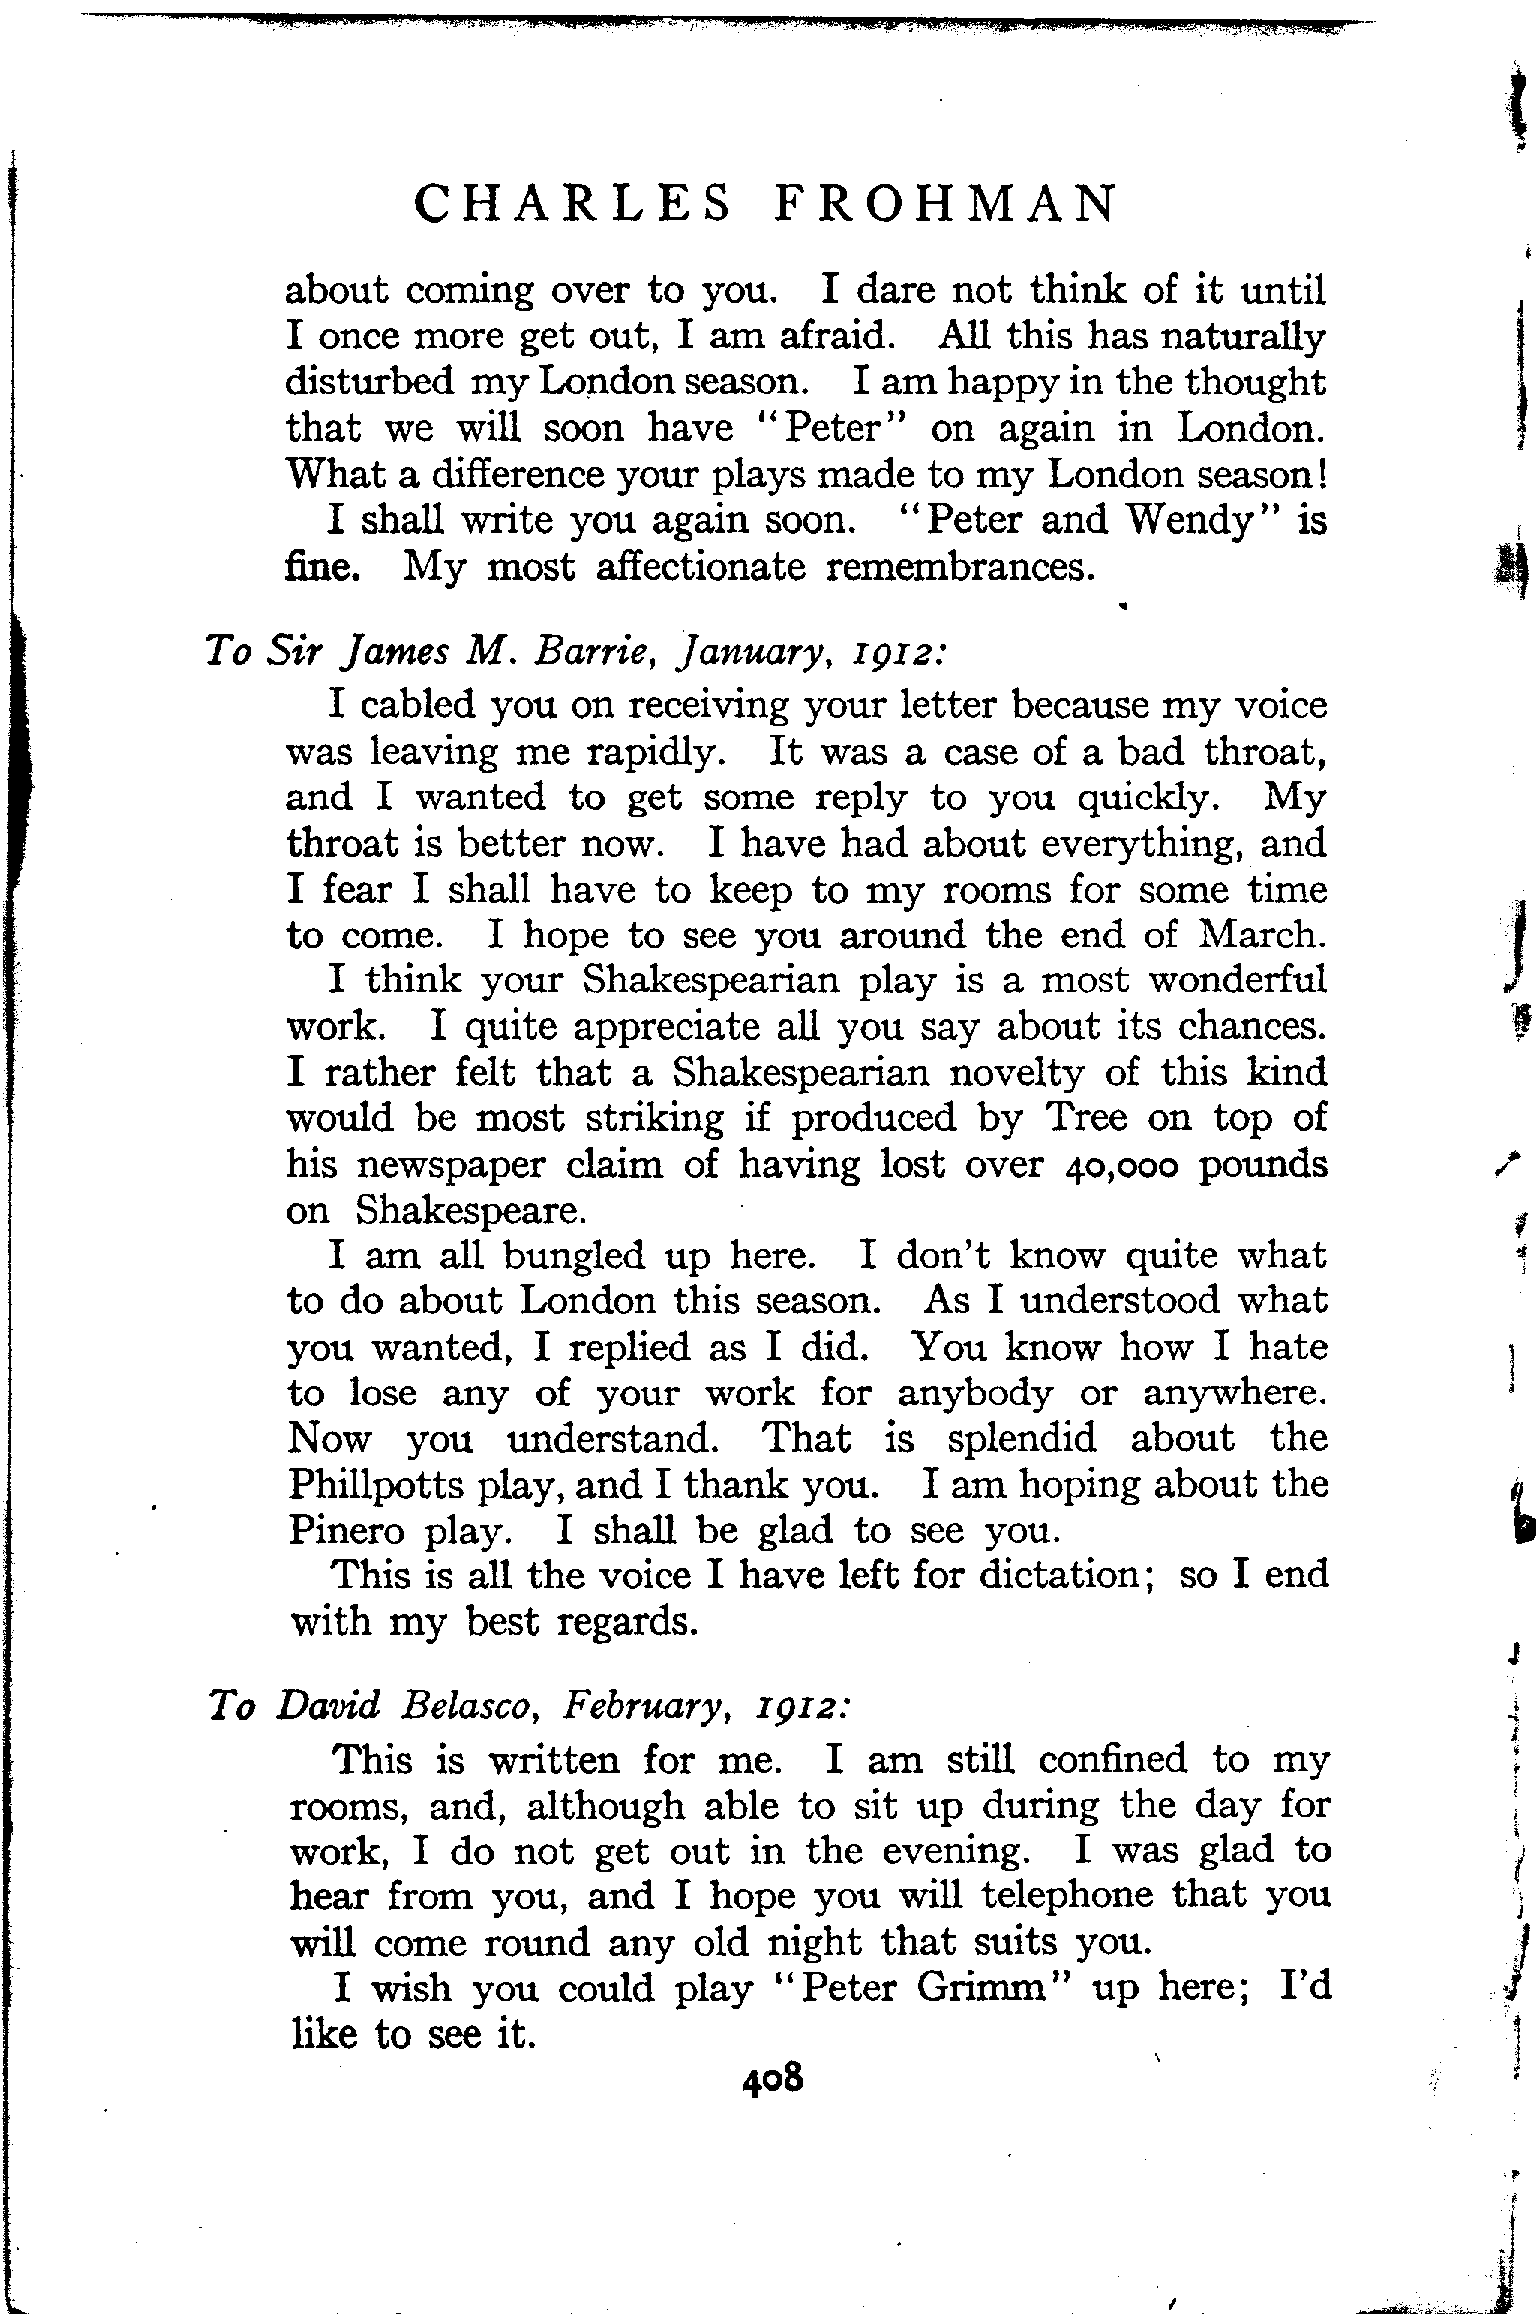 CHARLES FROHMAN
about coming over to you. I dare not think of it until
I once more get out, I am afraid. All this has naturally
disturbed my London season. I am happy in the thought
that we will soon have "Peter" on again in London.
What a difference your plays made to my London season!
I shall write you again soon. "Peter and Wendy" is
fine. My most affectionate remembrances.
To Sir James M. Barrie, January, 1912:
I cabled you on receiving your letter because my voice
was leaving me rapidly. It was a case of a bad throat,
and I wanted to get some reply to you quickly. My
throat is better now. I have had about everything, and
I fear I shall have to keep to my rooms for some time
to come. I hope to see you around the end of March.
I think your Shakespearian play is a most wonderful
work. I quite appreciate all you say about its chances.
I rather felt that a Shakespearian novelty of this kind
would be most striking if produced by Tree on top of
his newspaper claim of having lost over 40,000 pounds
on Shakespeare.
I am all bungled up here. I don't know quite what
to do about London this season. As I understood what
you wanted, I replied as I did. You know how I hate
to lose any of your work for anybody or anywhere.
Now you understand. That is splendid about the
Phillpotts play, and I thank you. I am hoping about the
Pinero play. I shall be glad to see you.
This is all the voice I have left for dictation; so I end
with my best regards.
To David Belasco, February, 1912:
This is written for me. I am still confined to my
rooms, and, although able to sit up during the day for
work, I do not get out in the evening. I was glad to
hear from you, and I hope you will telephone that you
will come round any old night that suits you.
I wish you could play "Peter Grimm" up here; I'd
like to see it.
408